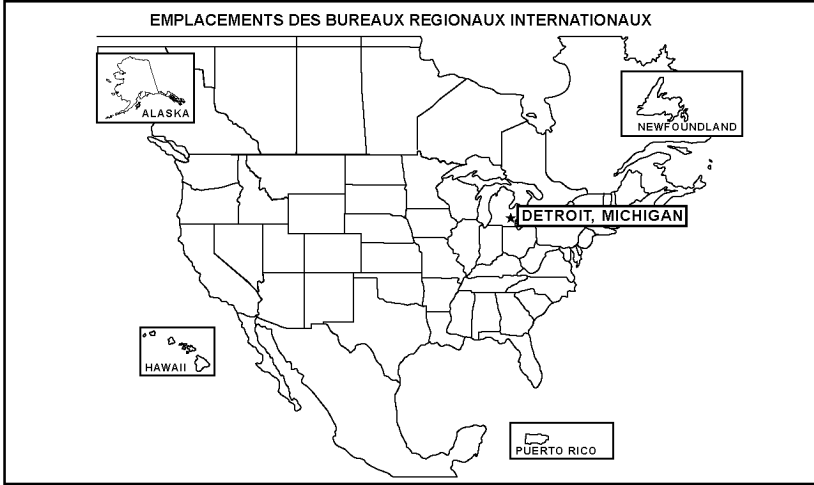 EMPLACEMENTS DES BUREAUX REGIONAUX INTERNATIONAUX
ALASKA
NEWFOUNDLAND
DETROIT, MICHIGAN
HAWAII
PUERTO RICO